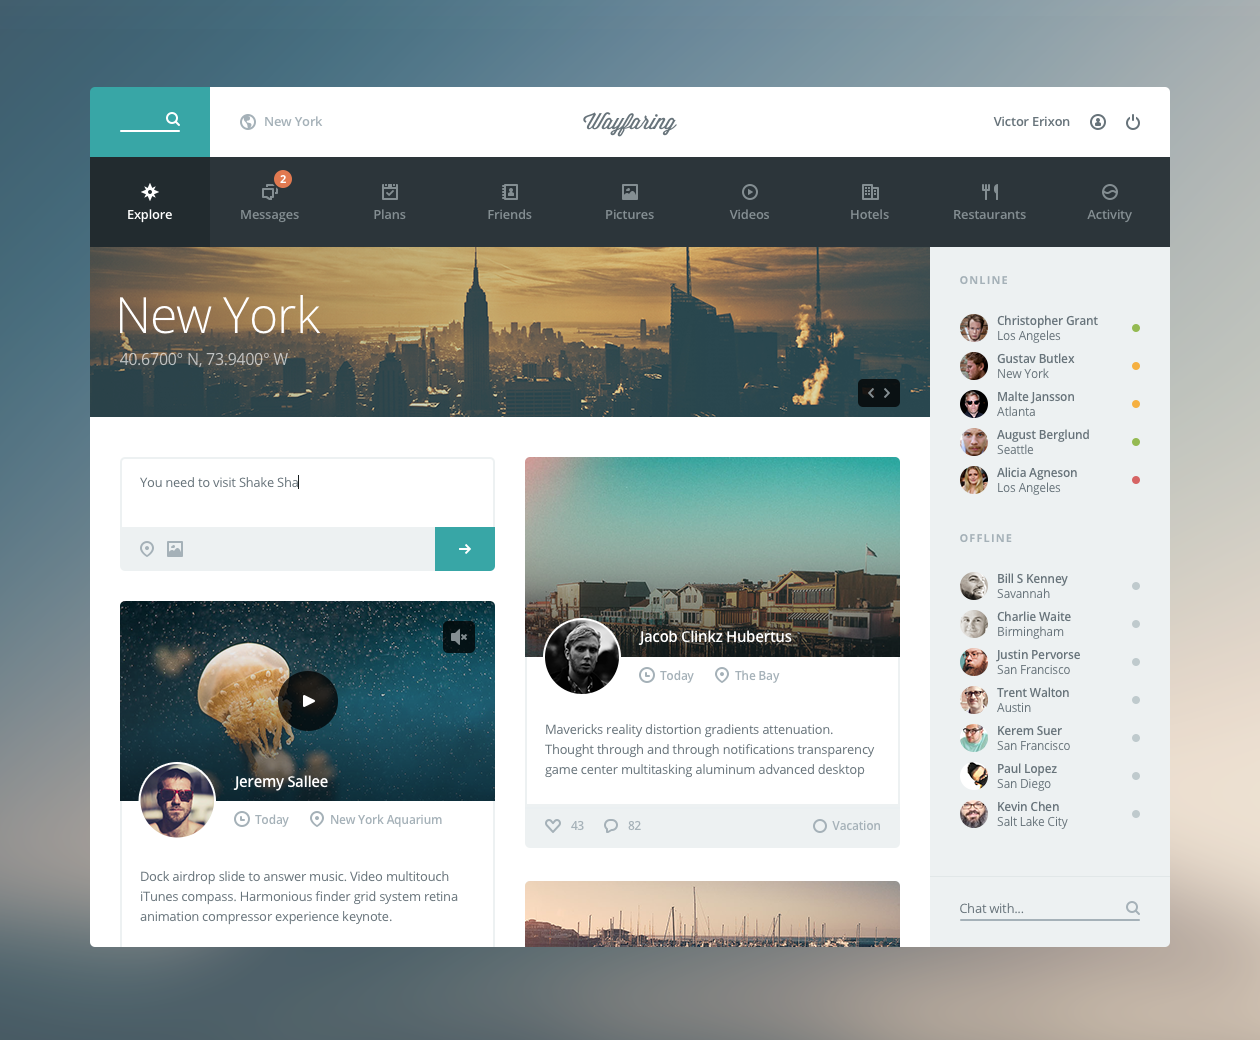 New York
Wayfaring
Victor Erixon
Explore
2
Messages
Plans
Friends
Pictures
Videos
Hotels
Restaurants
Activity
New York
40.6700° N, 73.9400° W
You need to visit Shake Sha
Jeremy Sallee
Today
New York Aquarium
Dock airdrop slide to answer music. Video multitouch
iTunes compass. Harmonious finder grid system retina
animation compressor experience keynote.
Jacob Clinkz Hubertus
Today
The Bay
Mavericks reality distortion gradients attenuation.
Thought through and through notifications transparency
game center multitasking aluminum advanced desktop
43
82
Vacation
ONLINE
Christopher Grant
Los Angeles
Gustav Butlex
New York
Malte Jansson
Atlanta
August Berglund
Seattle
Alicia Agneson
Los Angeles
OFFLINE
Bill S Kenney
Savannah
Charlie Waite
Birmingham
Justin Pervorse
San Francisco
Trent Walton
Austin
Kerem Suer
San Francisco
Paul Lopez
San Diego
Kevin Chen
Salt Lake City
Chat with...